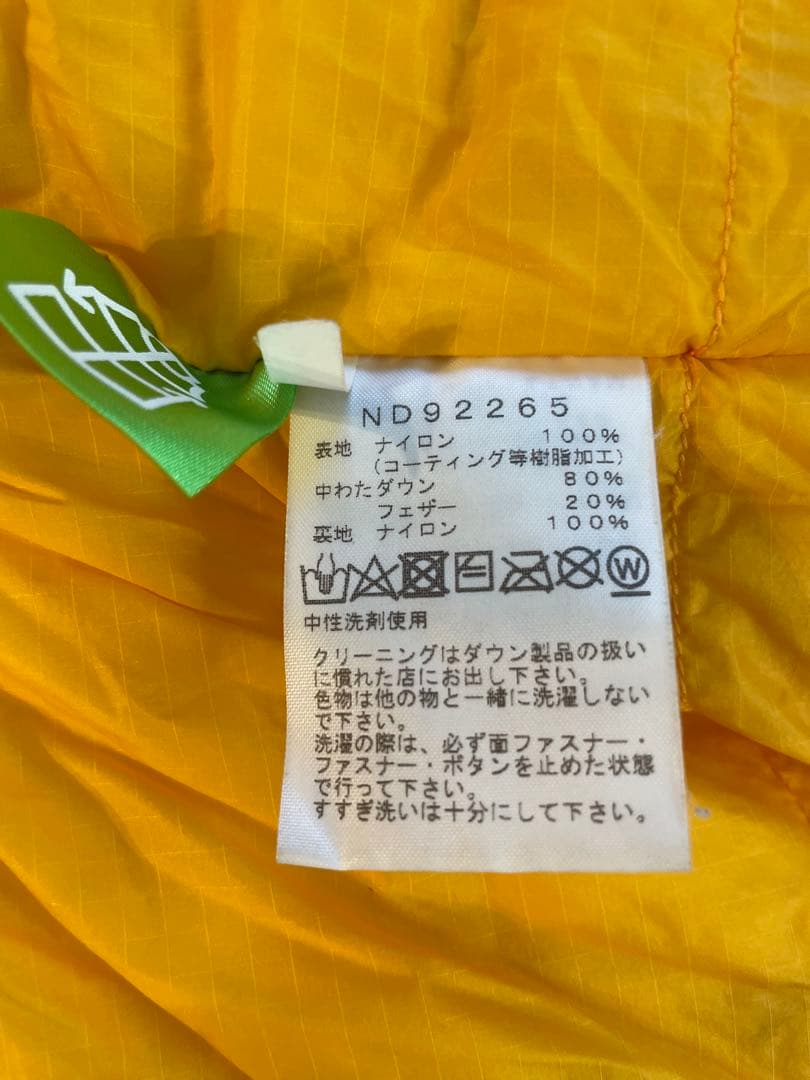 ND92265
表地 ナイロン 100%
(コーティング等樹脂加工)
中わたダウン 80%
フェザー 20%
裏地 ナイロン 100%
W
中性洗剤使用
クリーニングはダウン製品の扱い
に慣れた店にお出し下さい。
色物は他の物と一緒に洗濯しない
で下さい。
洗濯の際は、必ず面ファスナー・
ファスナー・ボタンを止めた状態
で行って下さい。
すすぎ洗いは十分にして下さい。